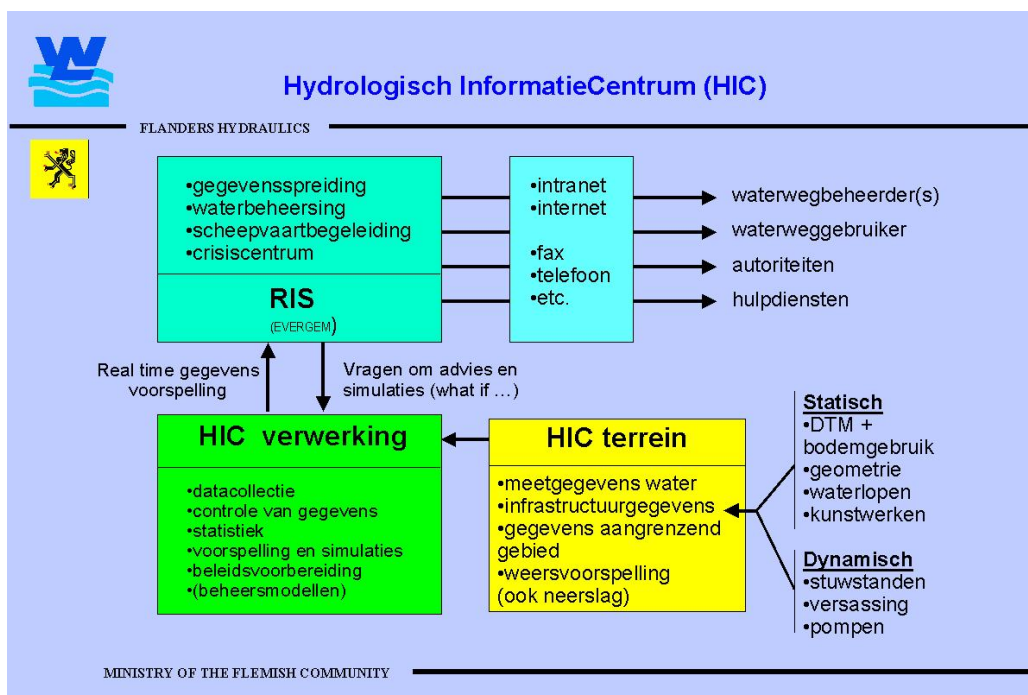 WL
Hydrologisch InformatieCentrum (HIC)
FLANDERS HYDRAULICS
•gegevensspreiding
•waterbeheersing
•scheepvaartbegeleiding
•crisiscentrum
RIS
(EVERGEM)
•intranet
•internet
•fax
•telefoon
•etc.
waterwegbeheerder(s)
waterweggebruiker
autoriteiten
hulpdiensten
Real time gegevens
voorspelling
Vragen om advies en
simulaties (what if …)
HIC verwerking
•datacollectie
•controle van gegevens
•statistiek
•voorspelling en simulaties
•beleidsvoorbereiding
•(beheersmodellen)
HIC terrein
•meetgegevens water
•infrastructuurgegevens
•gegevens aangrenzend
gebied
•weersvoorspelling
(ook neerslag)
Statisch
•DTM +
bodemgebruik
•geometrie
•waterlopen
•kunstwerken
Dynamisch
•stuwstanden
•versassing
•pompen
MINISTRY OF THE FLEMISH COMMUNITY